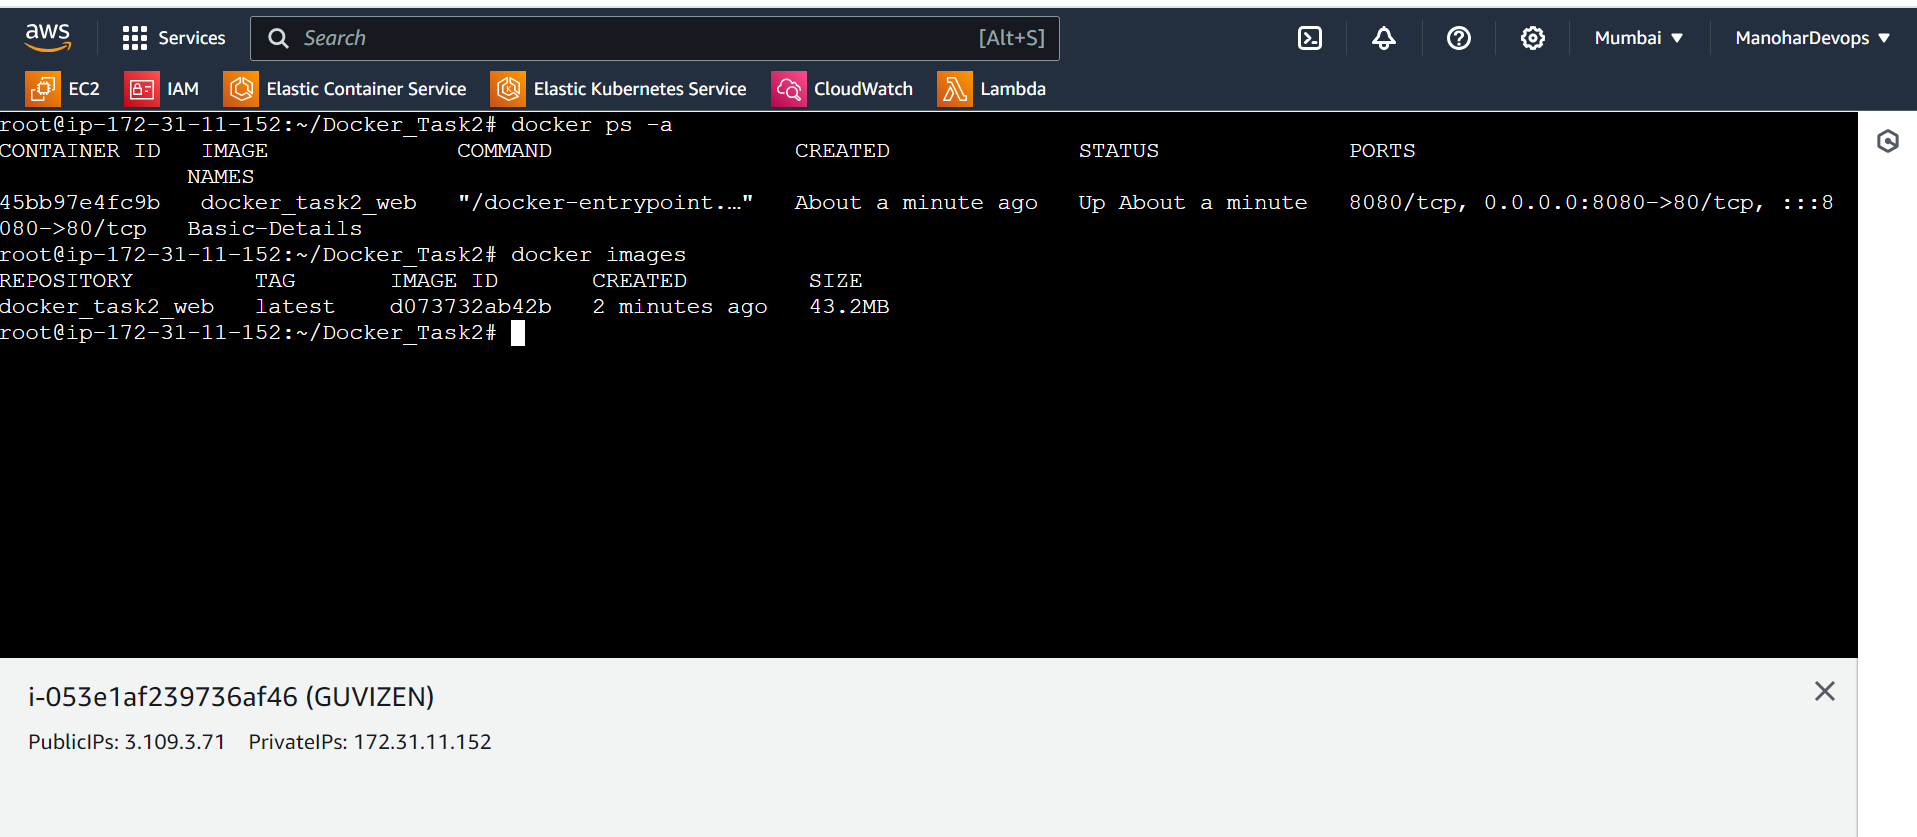 aws Services Search [Alt+S] Mumbai ManoharDevops
EC2 IAM Elastic Container Service Elastic Kubernetes Service CloudWatch Lambda
root@ip-172-31-11-152:~/Docker_Task2# docker ps -a
CONTAINER ID IMAGE COMMAND CREATED STATUS PORTS
NAMES
45bb97e4fc9b docker_task2_web "/docker-entrypoint.…" About a minute ago Up About a minute 8080/tcp, 0.0.0.0:8080->80/tcp, :::8
080->80/tcp Basic-Details
root@ip-172-31-11-152:~/Docker_Task2# docker images
REPOSITORY TAG IMAGE ID CREATED SIZE
docker_task2_web latest d073732ab42b 2 minutes ago 43.2MB
root@ip-172-31-11-152:~/Docker_Task2#
i-053e1af239736af46 (GUVIZEN)
PublicIPs: 3.109.3.71 PrivateIPs: 172.31.11.152